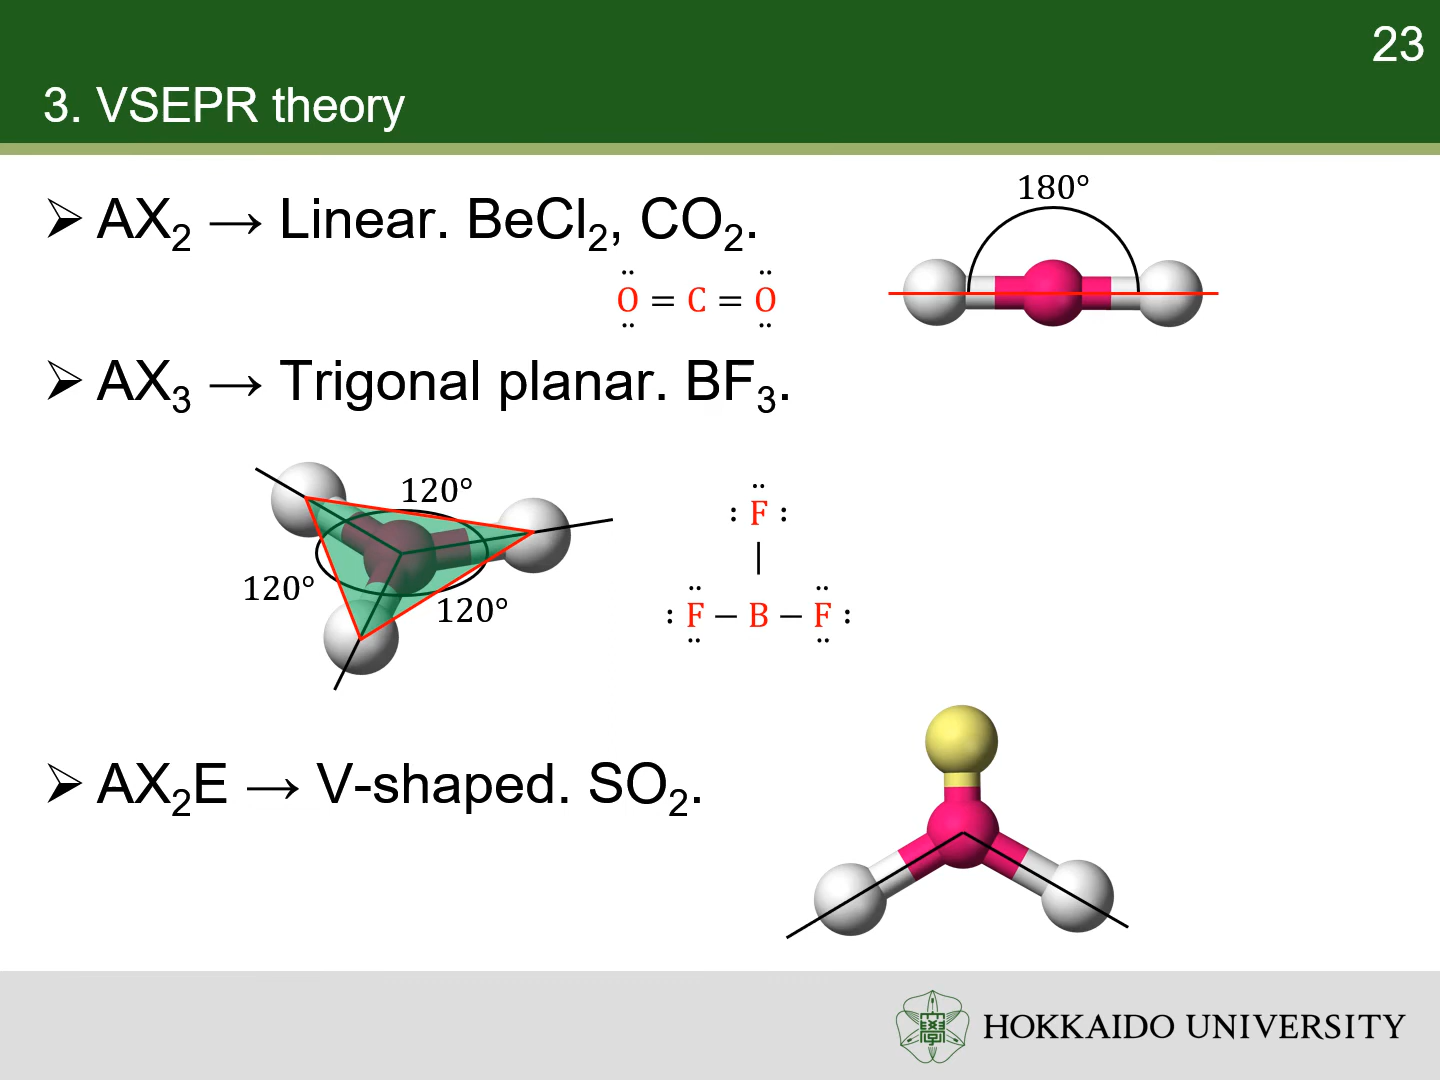 23
3. VSEPR theory
➢ AX₂ → Linear. BeCl₂, CO₂.
180°
O = C = O
➢ AX₃ → Trigonal planar. BF₃.
120°
120°
120°
: F :
|
: F − B − F :
➢ AX₂E → V-shaped. SO₂.
HOKKAIDO UNIVERSITY